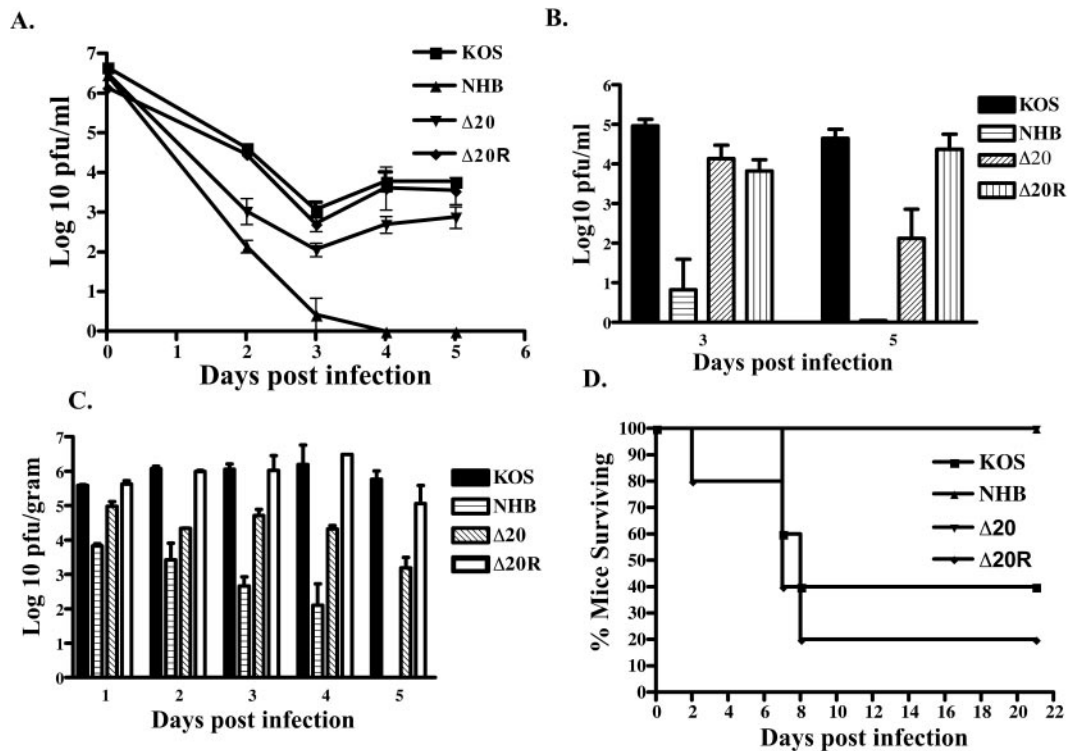 A.
Log 10 pfu/ml
7
6
5
4
3
2
1
0
0 1 2 3 4 5 6
Days post infection
KOS
NHB
Δ20
Δ20R
B.
Log10 pfu/ml
6
5
4
3
2
1
0
3 5
Days post infection
KOS
NHB
Δ20
Δ20R
C.
Log 10 pfu/gram
7
6
5
4
3
2
1
0
1 2 3 4 5
Days post infection
KOS
NHB
Δ20
Δ20R
D.
% Mice Surviving
100
90
80
70
60
50
40
30
20
10
0
0 2 4 6 8 10 12 14 16 18 20 22
Days post infection
KOS
NHB
Δ20
Δ20R